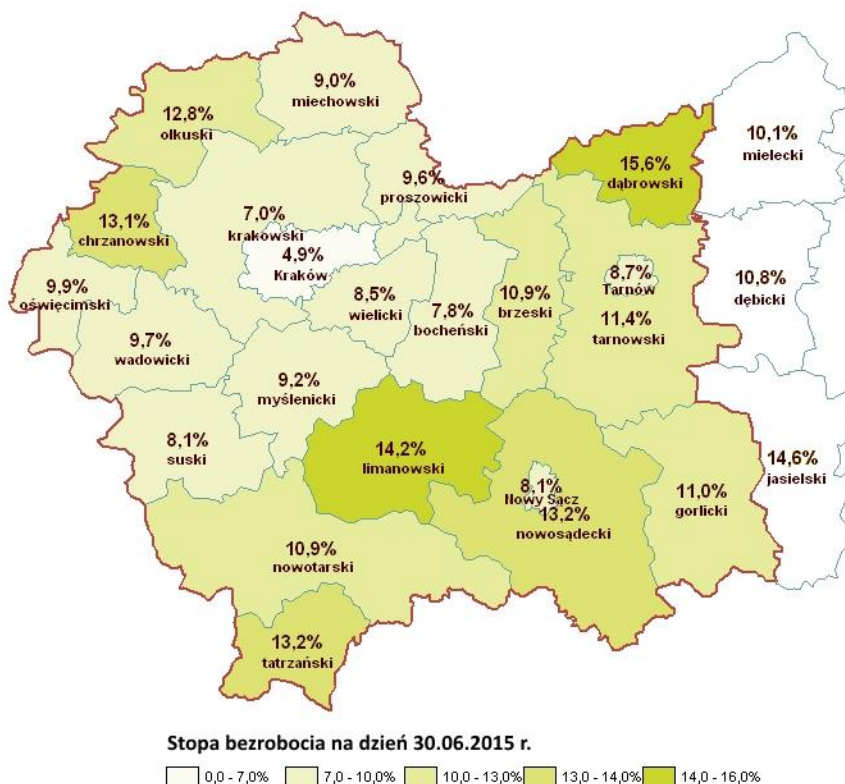 9,0%
miechowski
12,8%
olkuski
10,1%
mielecki
15,6%
dąbrowski
9,6%
proszowicki
13,1%
chrzanowski
7,0%
krakowski
4,9%
Kraków
8,7%
Tarnów
9,9%
oświęcimski
8,5%
wielicki
7,8%
bocheński
10,9%
brzeski
10,8%
dębicki
11,4%
tarnowski
9,7%
wadowicki
9,2%
myślenicki
8,1%
suski
14,2%
limanowski
14,6%
jasielski
8,1%
Nowy Sącz
13,2%
nowosądecki
11,0%
gorlicki
10,9%
nowotarski
13,2%
tatrzański
Stopa bezrobocia na dzień 30.06.2015 r.
0,0 - 7,0% 7,0 - 10,0% 10,0 - 13,0% 13,0 - 14,0% 14,0 - 16,0%